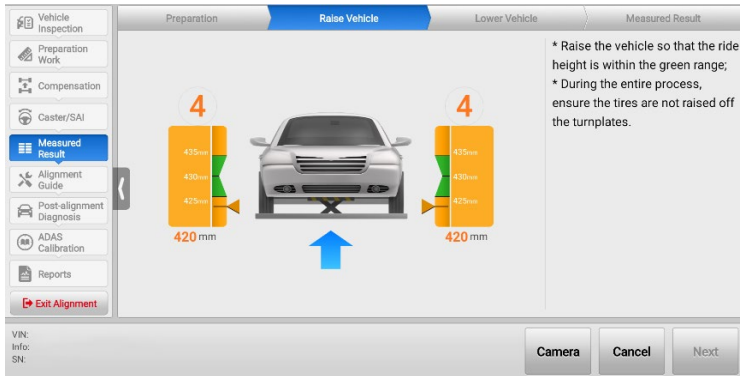 Vehicle
Inspection
Preparation
Work
Compensation
Caster/SAI
Measured
Result
Alignment
Guide
Post-alignment
Diagnosis
ADAS
Calibration
Reports
Exit Alignment
Preparation
Raise Vehicle
Lower Vehicle
Measured Result
4
435mm
430mm
425mm
420 mm
4
435mm
430mm
425mm
420 mm
* Raise the vehicle so that the ride
height is within the green range;
* During the entire process,
ensure the tires are not raised off
the turnplates.
VIN:
Info:
SN:
Camera
Cancel
Next